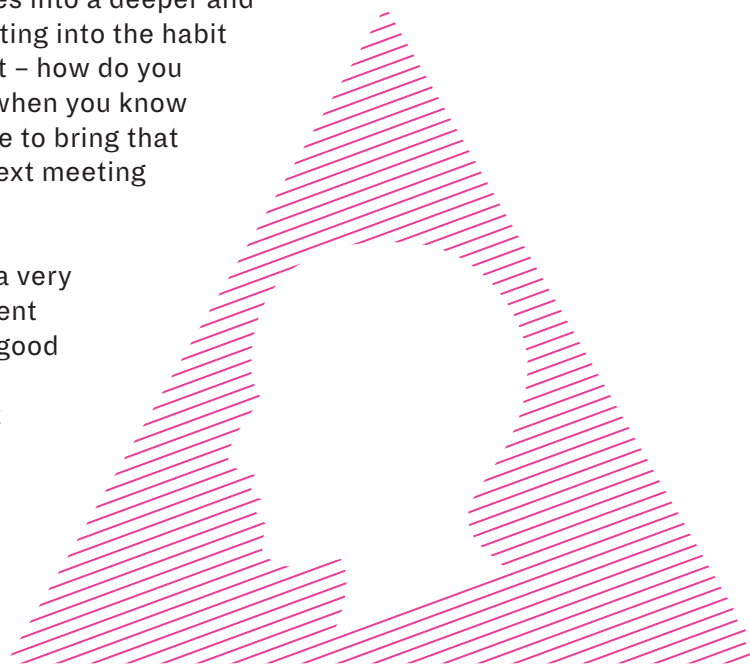 es into a deeper and
ting into the habit
t – how do you
when you know
e to bring that
ext meeting
a very
ent
good